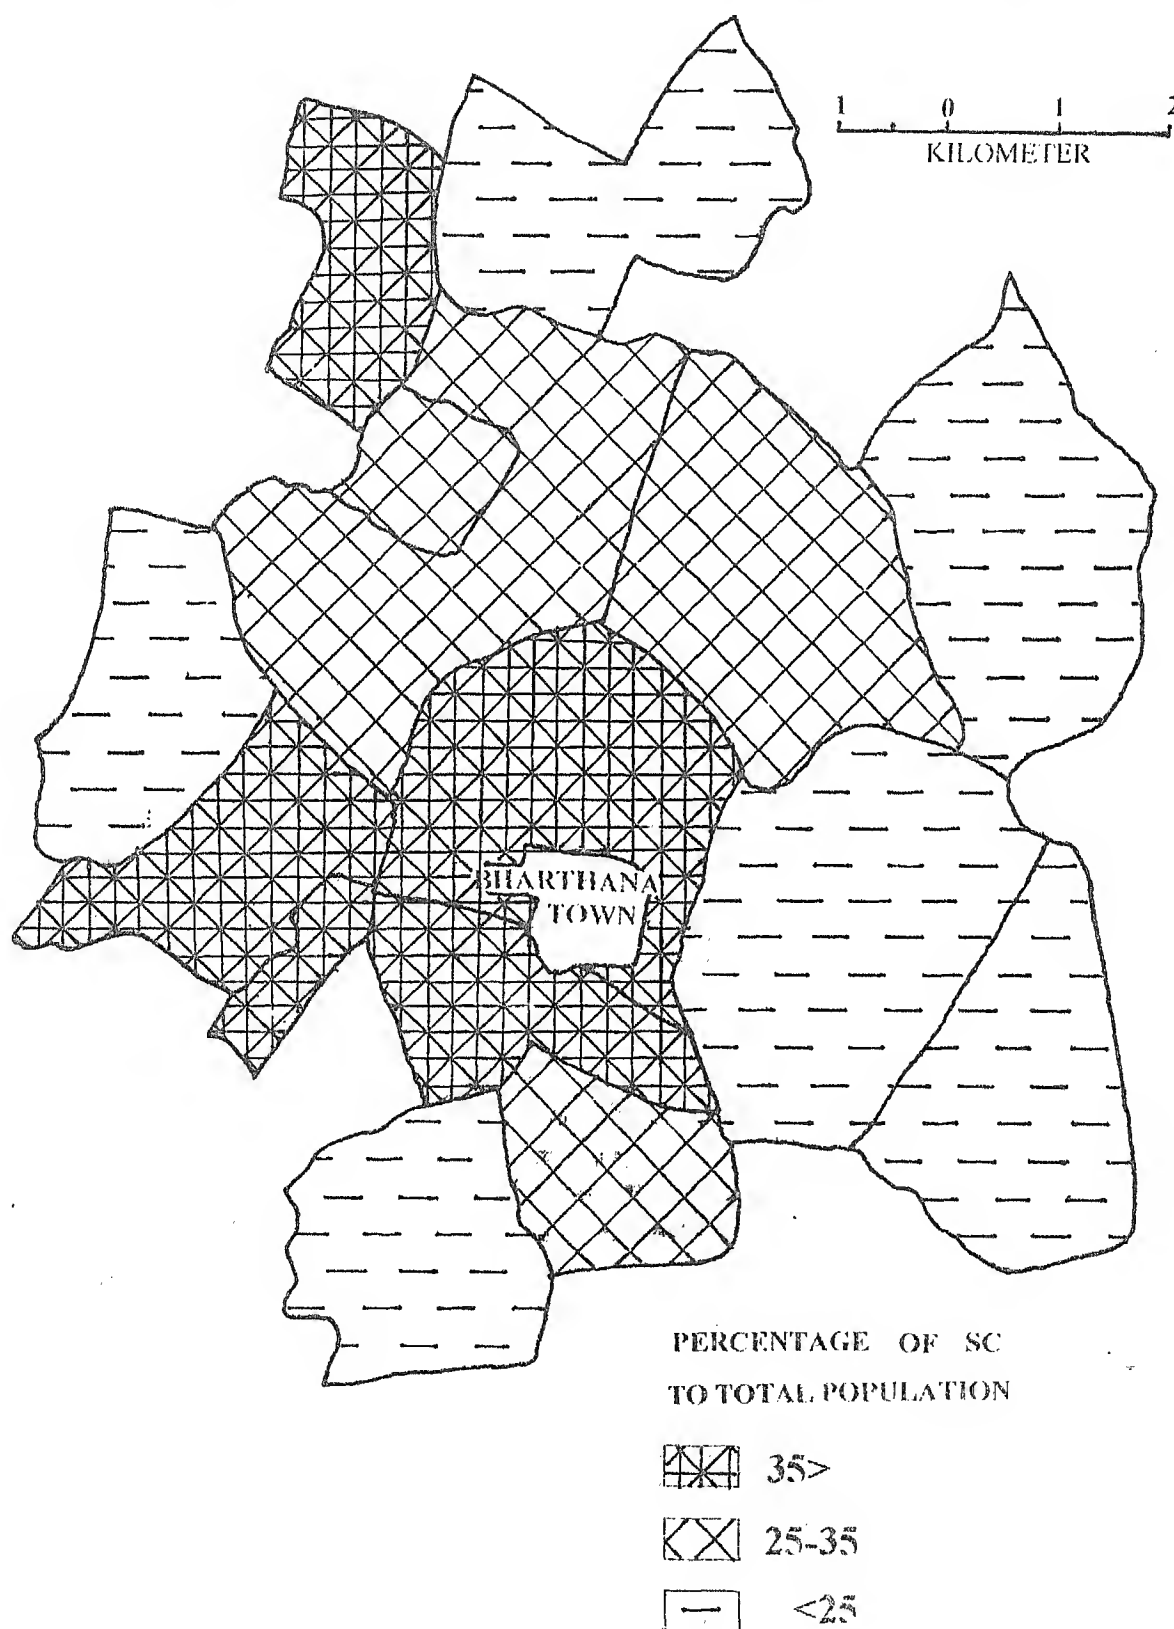 1 0 1 2
KILOMETER
BHARTHANA
TOWN
PERCENTAGE OF SC
TO TOTAL POPULATION
35>
25-35
<25